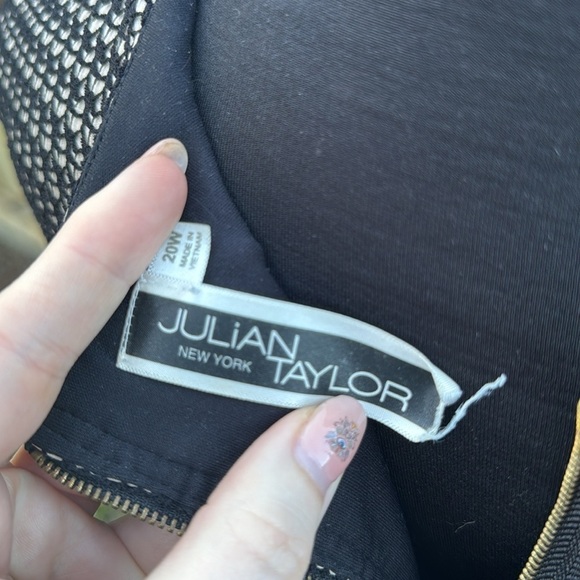 20W
MADE IN
VIETNAM
JULiAN
NEW YORK TAYLOR